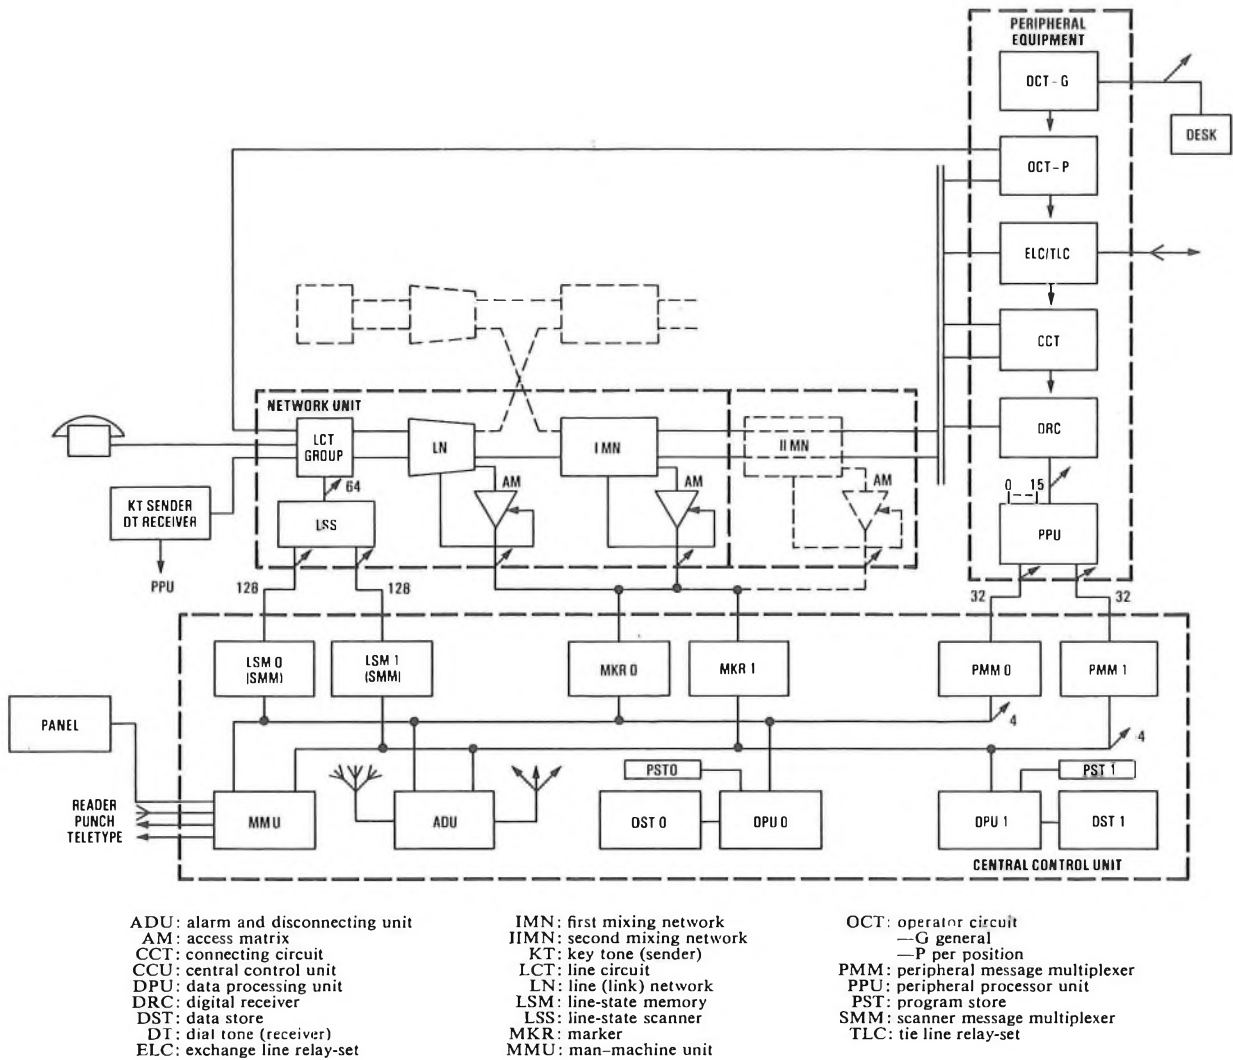 PERIPHERAL
EQUIPMENT
OCT-G
DESK
OCT-P
ELC/TLC
CCT
DRC
0 15
PPU
32 32
NETWORK UNIT
LCT
GROUP
LN
IMN
IIMN
AM
AM
AM
64
LSS
KT SENDER
DT RECEIVER
PPU
128 128
LSM 0
(SMM)
LSM 1
(SMM)
MKR 0
MKR 1
PMM 0
PMM 1
4
4
PANEL
READER
PUNCH
TELETYPE
MMU
ADU
PST0
DST 0
DPU 0
PST 1
DPU 1
DST 1
CENTRAL CONTROL UNIT
ADU: alarm and disconnecting unit
AM: access matrix
CCT: connecting circuit
CCU: central control unit
DPU: data processing unit
DRC: digital receiver
DST: data store
DT: dial tone (receiver)
ELC: exchange line relay-set
IMN: first mixing network
IIMN: second mixing network
KT: key tone (sender)
LCT: line circuit
LN: line (link) network
LSM: line-state memory
LSS: line-state scanner
MKR: marker
MMU: man-machine unit
OCT: operator circuit
—G general
—P per position
PMM: peripheral message multiplexer
PPU: peripheral processor unit
PST: program store
SMM: scanner message multiplexer
TLC: tie line relay-set